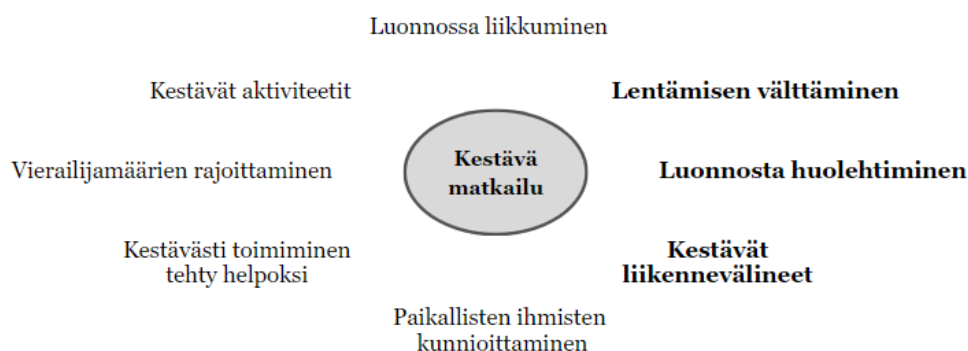 Luonnossa liikkuminen
Kestävät aktiviteetit
Lentämisen välttäminen
Kestävä
matkailu
Vierailijamäärien rajoittaminen
Luonnosta huolehtiminen
Kestävästi toimiminen
tehty helpoksi
Kestävät
liikennevälineet
Paikallisten ihmisten
kunnioittaminen